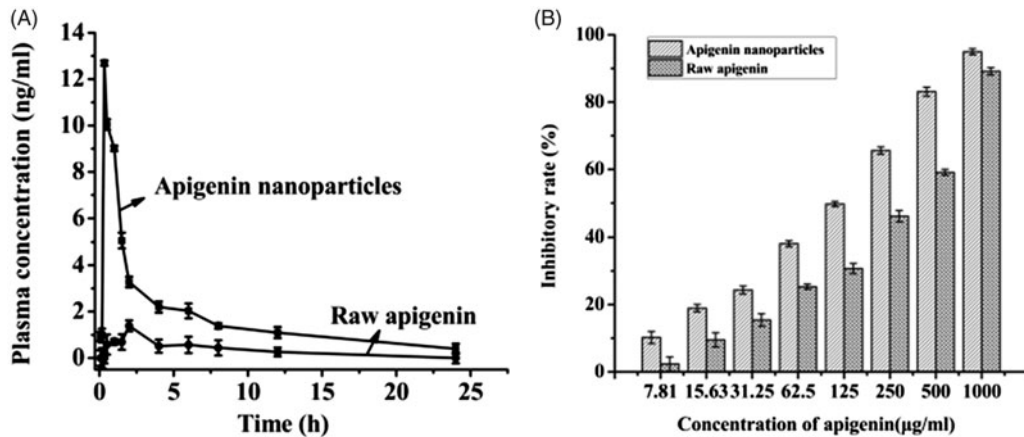 (A)
14
12
10
8
6
4
2
0
Plasma concentration (ng/ml)
Apigenin nanoparticles
Raw apigenin
0 5 10 15 20 25
Time (h)
(B)
100
80
60
40
20
0
Inhibitory rate (%)
Apigenin nanoparticles
Raw apigenin
7.81 15.63 31.25 62.5 125 250 500 1000
Concentration of apigenin(μg/ml)